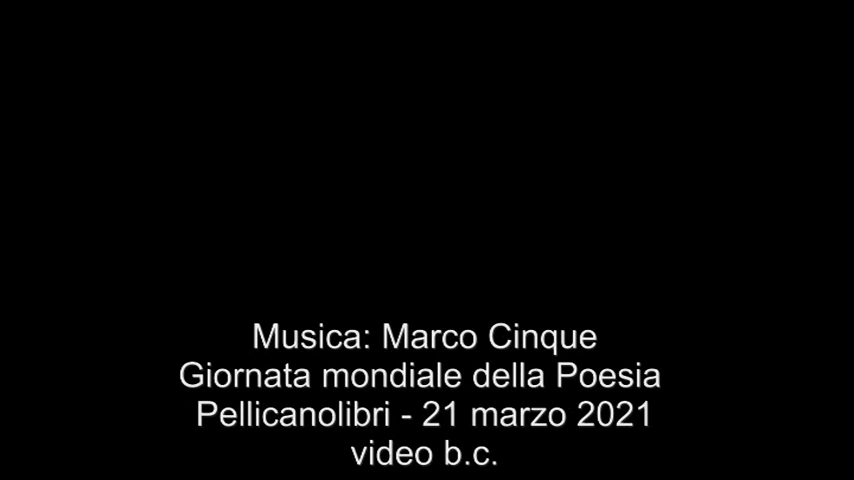 Musica: Marco Cinque
Giornata mondiale della Poesia
Pellicanolibri - 21 marzo 2021
video b.c.